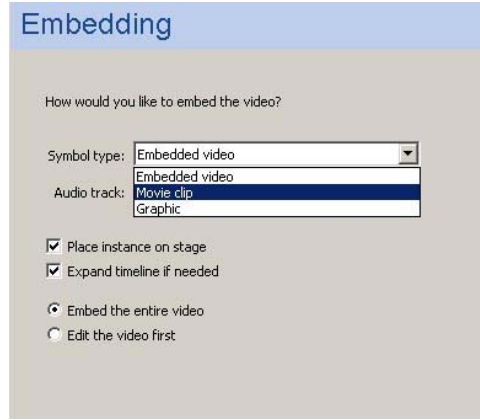 Embedding
How would you like to embed the video?
Symbol type: Embedded video
Embedded video
Audio track: Movie clip
Graphic
Place instance on stage
Expand timeline if needed
Embed the entire video
Edit the video first